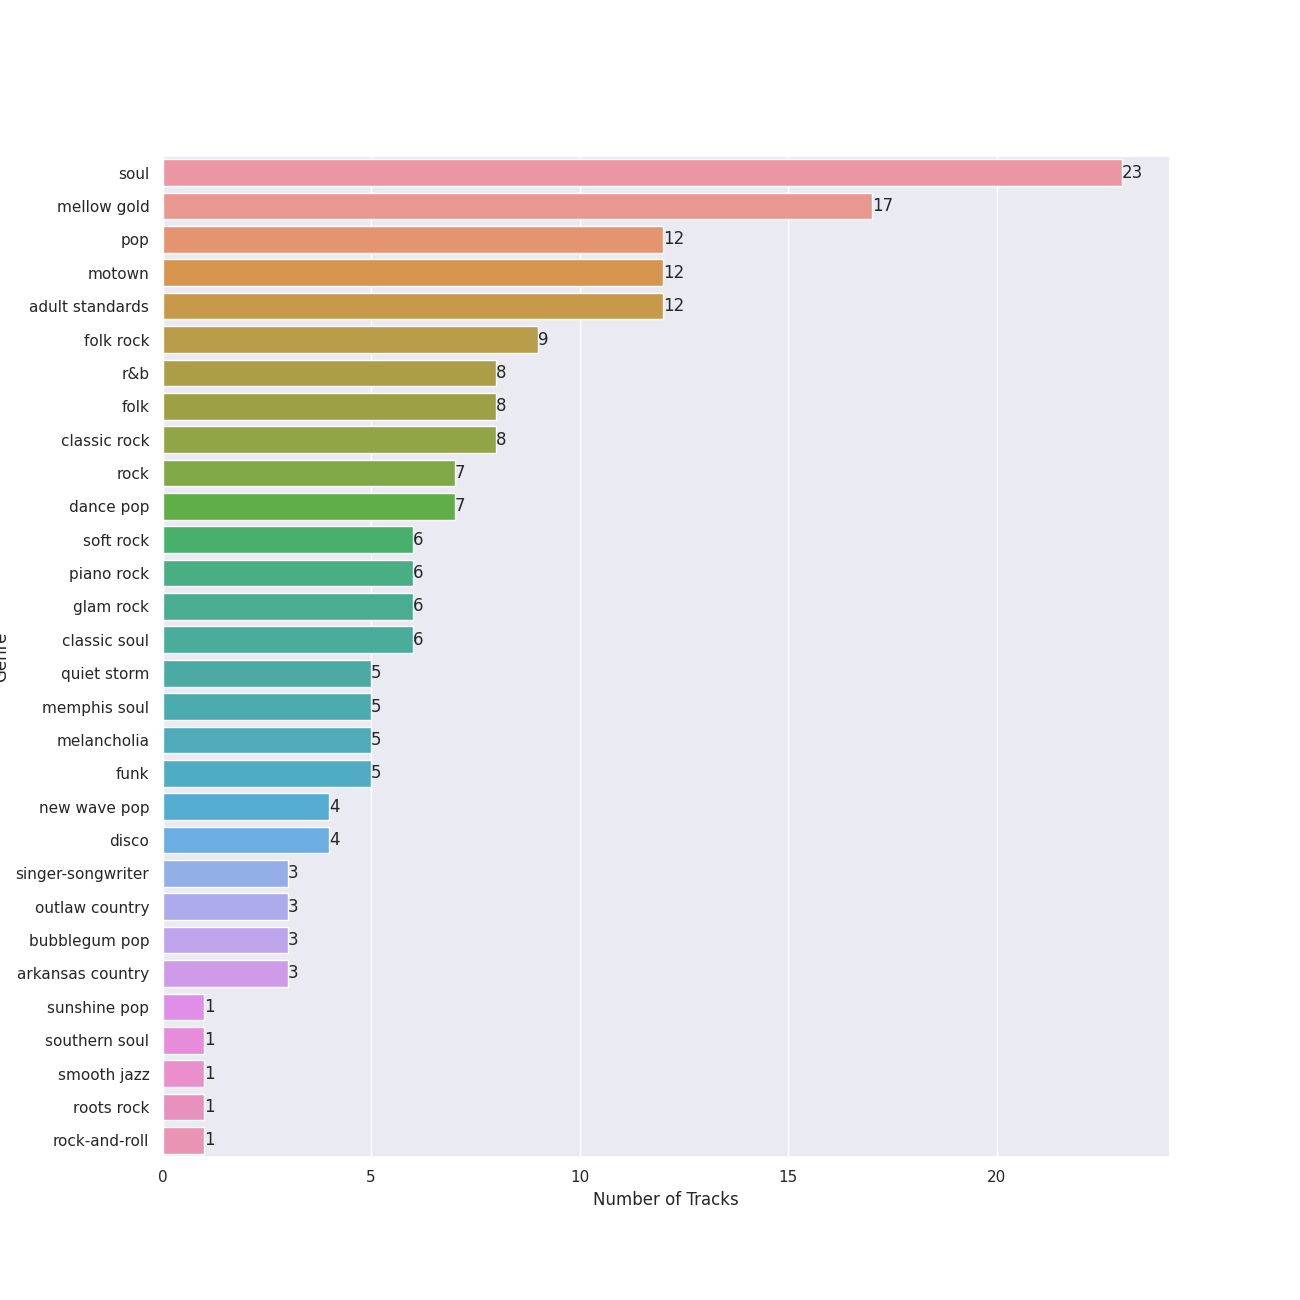 soul 23
mellow gold 17
pop 12
motown 12
adult standards 12
folk rock 9
r&b 8
folk 8
classic rock 8
rock 7
dance pop 7
soft rock 6
piano rock 6
glam rock 6
classic soul 6
quiet storm 5
memphis soul 5
melancholia 5
funk 5
new wave pop 4
disco 4
singer-songwriter 3
outlaw country 3
bubblegum pop 3
arkansas country 3
sunshine pop 1
southern soul 1
smooth jazz 1
roots rock 1
rock-and-roll 1
0 5 10 15 20
Number of Tracks
Genre